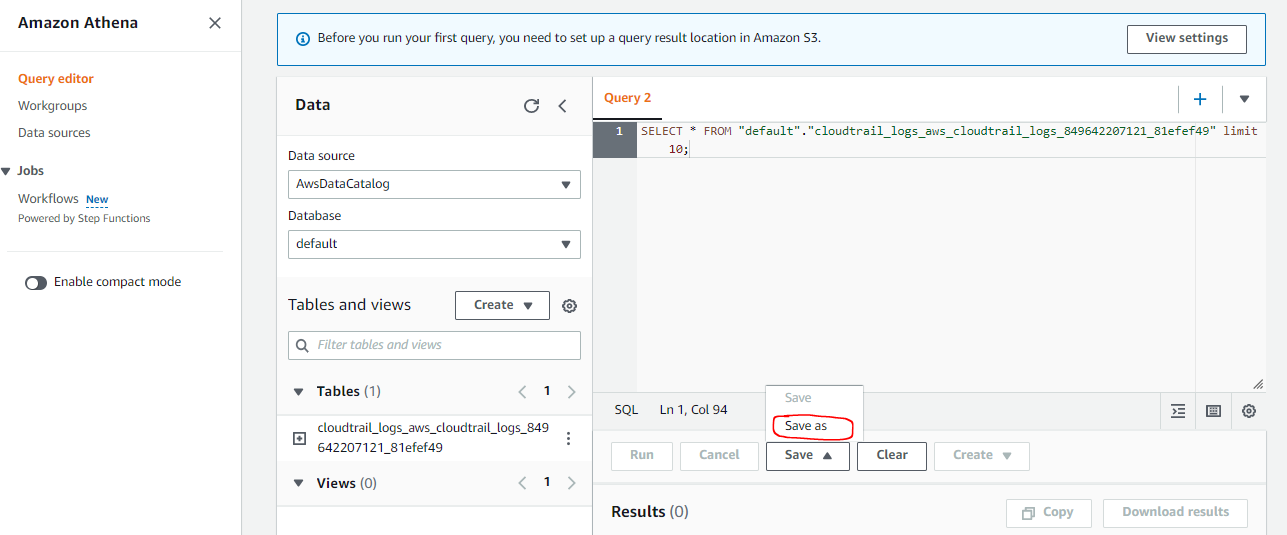 Amazon Athena
Query editor
Workgroups
Data sources
Jobs
Workflows New
Powered by Step Functions
Enable compact mode
Before you run your first query, you need to set up a query result location in Amazon S3.
View settings
Data
Data source
AwsDataCatalog
Database
default
Tables and views
Create
Filter tables and views
Tables (1)
1
cloudtrail_logs_aws_cloudtrail_logs_849
642207121_81efef49
Views (0)
1
Query 2
1
SELECT * FROM "default"."cloudtrail_logs_aws_cloudtrail_logs_849642207121_81efef49" limit
10;
SQL
Ln 1, Col 94
Save
Save as
Run
Cancel
Save
Clear
Create
Results (0)
Copy
Download results